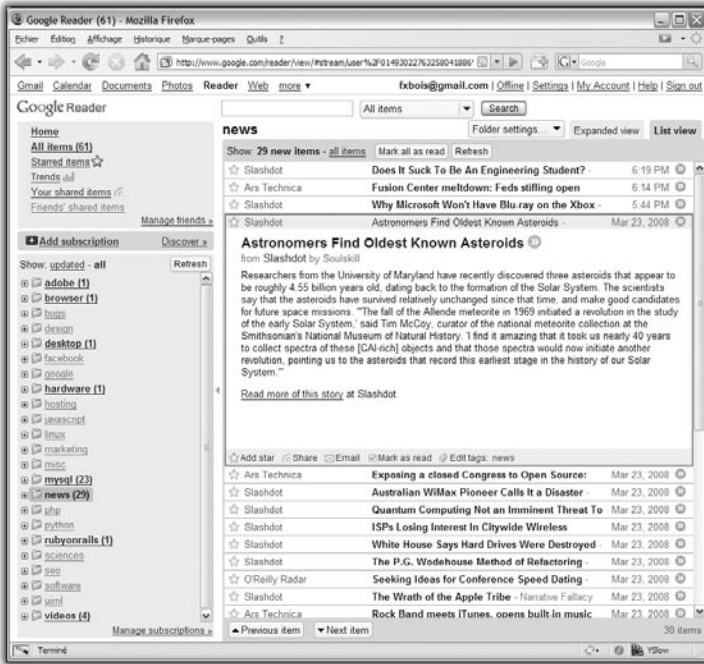 Google Reader (61) - Mozilla Firefox
Fichier Édition Affichage Historique Marque-pages Outils ?
http://www.google.com/reader/view/#stream/user%2F01493022763258041886'
Google
Gmail Calendar Documents Photos Reader Web more ▼
fxbois@gmail.com | Offline | Settings | My Account | Help | Sign out
Google Reader
All items
Search
Home
All items (61)
Starred items
Trends
Your shared items
Friends' shared items
Manage friends »
Add subscription Discover »
Show: updated - all Refresh
adobe (1)
browser (1)
bugs
design
desktop (1)
facebook
google
hardware (1)
hosting
javascript
linux
marketing
misc
mysql (23)
news (29)
php
python
rubyonrails (1)
sciences
seo
software
uml
videos (4)
Manage subscriptions »
news
Folder settings... Expanded view List view
Show: 29 new items - all items Mark all as read Refresh
Slashdot Does It Suck To Be An Engineering Student? - 6:19 PM
Ars Technica Fusion Center meltdown: Feds stifling open 6:14 PM
Slashdot Why Microsoft Won't Have Blu-ray on the Xbox - 5:44 PM
Slashdot Astronomers Find Oldest Known Asteroids - Mar 23, 2008
Astronomers Find Oldest Known Asteroids
from Slashdot by Soulskill
Researchers from the University of Maryland have recently discovered three asteroids that appear to
be roughly 4.55 billion years old, dating back to the formation of the Solar System. The scientists
say that the asteroids have survived relatively unchanged since that time, and make good candidates
for future space missions. "'The fall of the Allende meteorite in 1969 initiated a revolution in the study
of the early Solar System,' said Tim McCoy, curator of the national meteorite collection at the
Smithsonian's National Museum of Natural History. 'I find it amazing that it took us nearly 40 years
to collect spectra of these [CAI-rich] objects and that those spectra would now initiate another
revolution, pointing us to the asteroids that record this earliest stage in the history of our Solar
System.'"
Read more of this story at Slashdot.
Add star Share Email Mark as read Edit tags: news
Ars Technica Exposing a closed Congress to Open Source: Mar 23, 2008
Slashdot Australian WiMax Pioneer Calls It a Disaster - Mar 23, 2008
Slashdot Quantum Computing Not an Imminent Threat To Mar 23, 2008
Slashdot ISPs Losing Interest In Citywide Wireless Mar 23, 2008
Slashdot White House Says Hard Drives Were Destroyed - Mar 23, 2008
Slashdot The P.G. Wodehouse Method of Refactoring - Mar 23, 2008
O'Reilly Radar Seeking Ideas for Conference Speed Dating - Mar 23, 2008
Slashdot The Wrath of the Apple Tribe - Narrative Fallacy Mar 23, 2008
Ars Technica Rock Band meets iTunes, opens built-in music Mar 23, 2008
Previous item Next item 30 items
Terminé YSlow